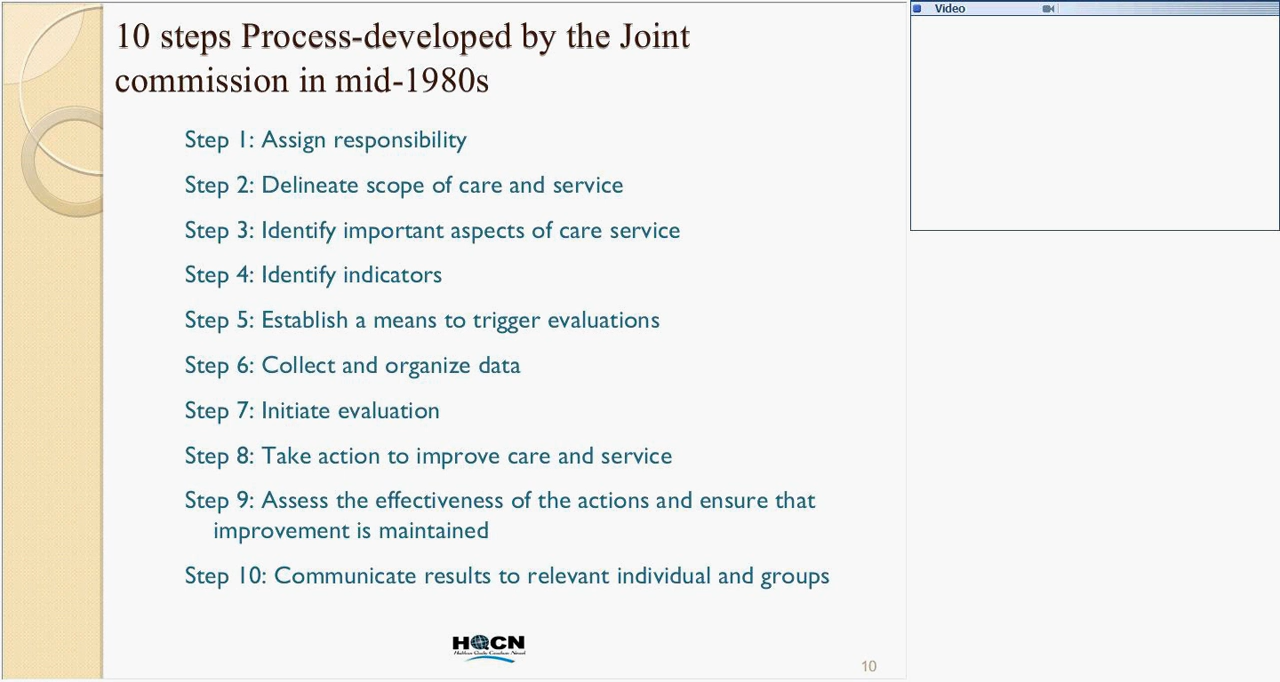 10 steps Process-developed by the Joint
commission in mid-1980s
Step 1: Assign responsibility
Step 2: Delineate scope of care and service
Step 3: Identify important aspects of care service
Step 4: Identify indicators
Step 5: Establish a means to trigger evaluations
Step 6: Collect and organize data
Step 7: Initiate evaluation
Step 8: Take action to improve care and service
Step 9: Assess the effectiveness of the actions and ensure that
improvement is maintained
Step 10: Communicate results to relevant individual and groups
HQCN
10
Video